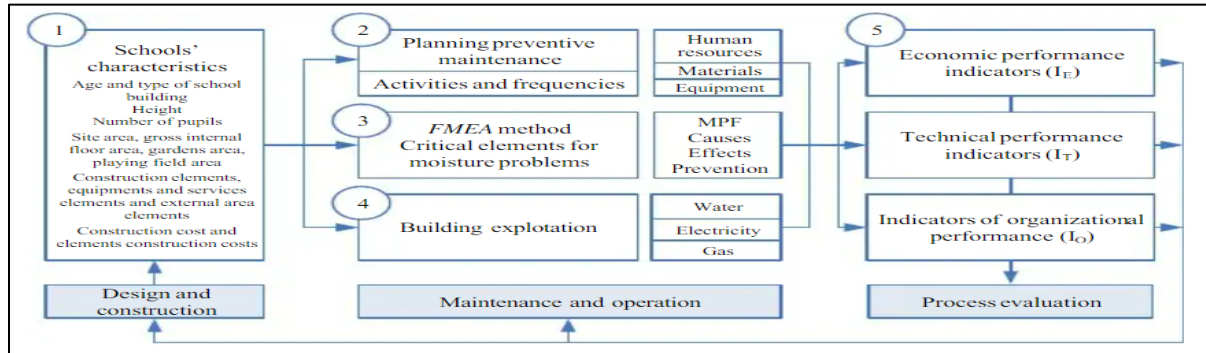 1
Schools'
characteristics
Age and type of school
building
Height
Number of pupils
Site area, gross internal
floor area, gardens area,
playing field area
Construction elements,
equipments and services
elements and external area
elements
Construction cost and
elements construction costs
Design and
construction
2
Planning preventive
maintenance
Activities and frequencies
Human
resources
Materials
Equipment
3
FMEA method
Critical elements for
moisture problems
MPF
Causes
Effects
Prevention
4
Building explotation
Water
Electricity
Gas
Maintenance and operation
5
Economic performance
indicators (I_E)
Technical performance
indicators (I_T)
Indicators of organizational
performance (I_O)
Process evaluation